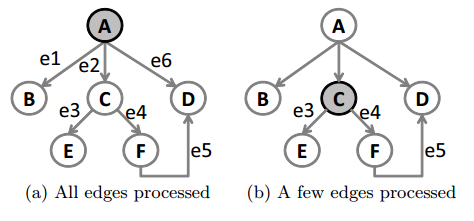 A A
e1 e2 e6
B C D B C D
e3 e4 e3 e4
E F e5 E F e5
(a) All edges processed (b) A few edges processed